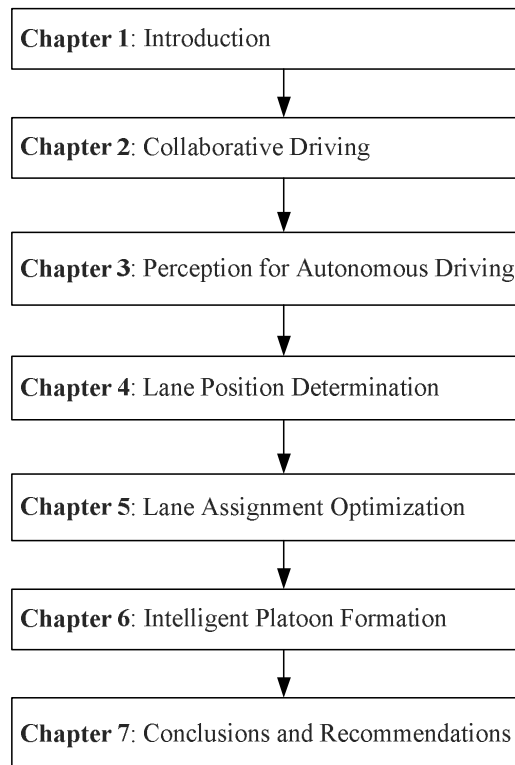 Chapter 1: Introduction
Chapter 2: Collaborative Driving
Chapter 3: Perception for Autonomous Driving
Chapter 4: Lane Position Determination
Chapter 5: Lane Assignment Optimization
Chapter 6: Intelligent Platoon Formation
Chapter 7: Conclusions and Recommendations